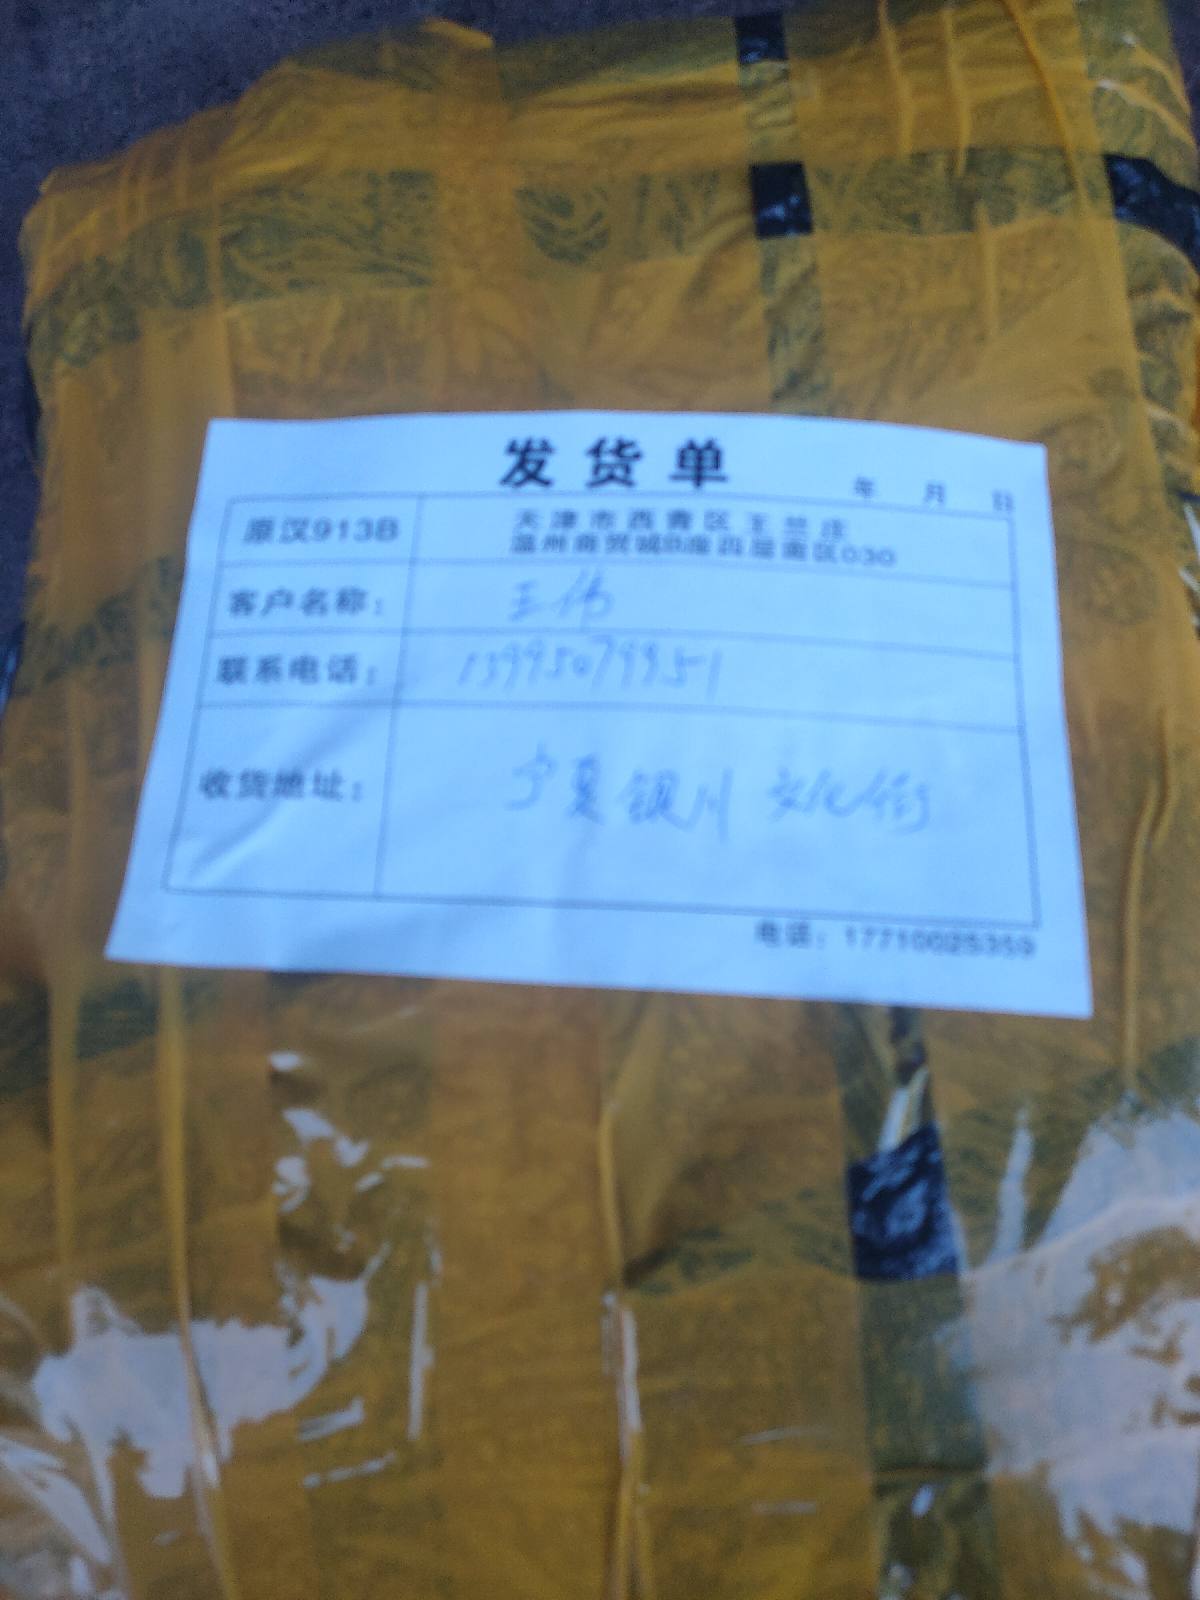 发货单
年 月 日
原汉913B
天津市西青区王兰庄
温州商贸城B座四层南区030
客户名称: 王伟
联系电话: 13995079951
收货地址: 宁夏银川 文化街
电话: 17710025359